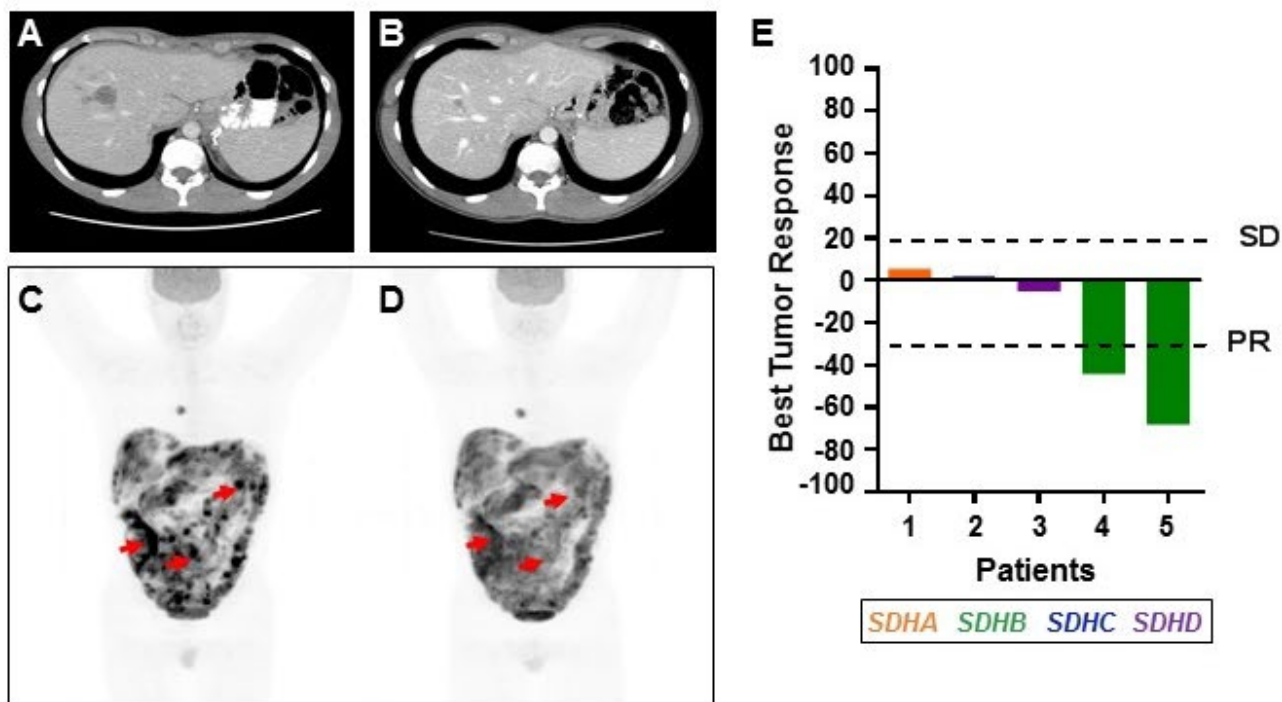 A
B
C
D
E
Best Tumor Response
100
80
60
40
20
0
-20
-40
-60
-80
-100
SD
PR
1 2 3 4 5
Patients
SDHA SDHB SDHC SDHD